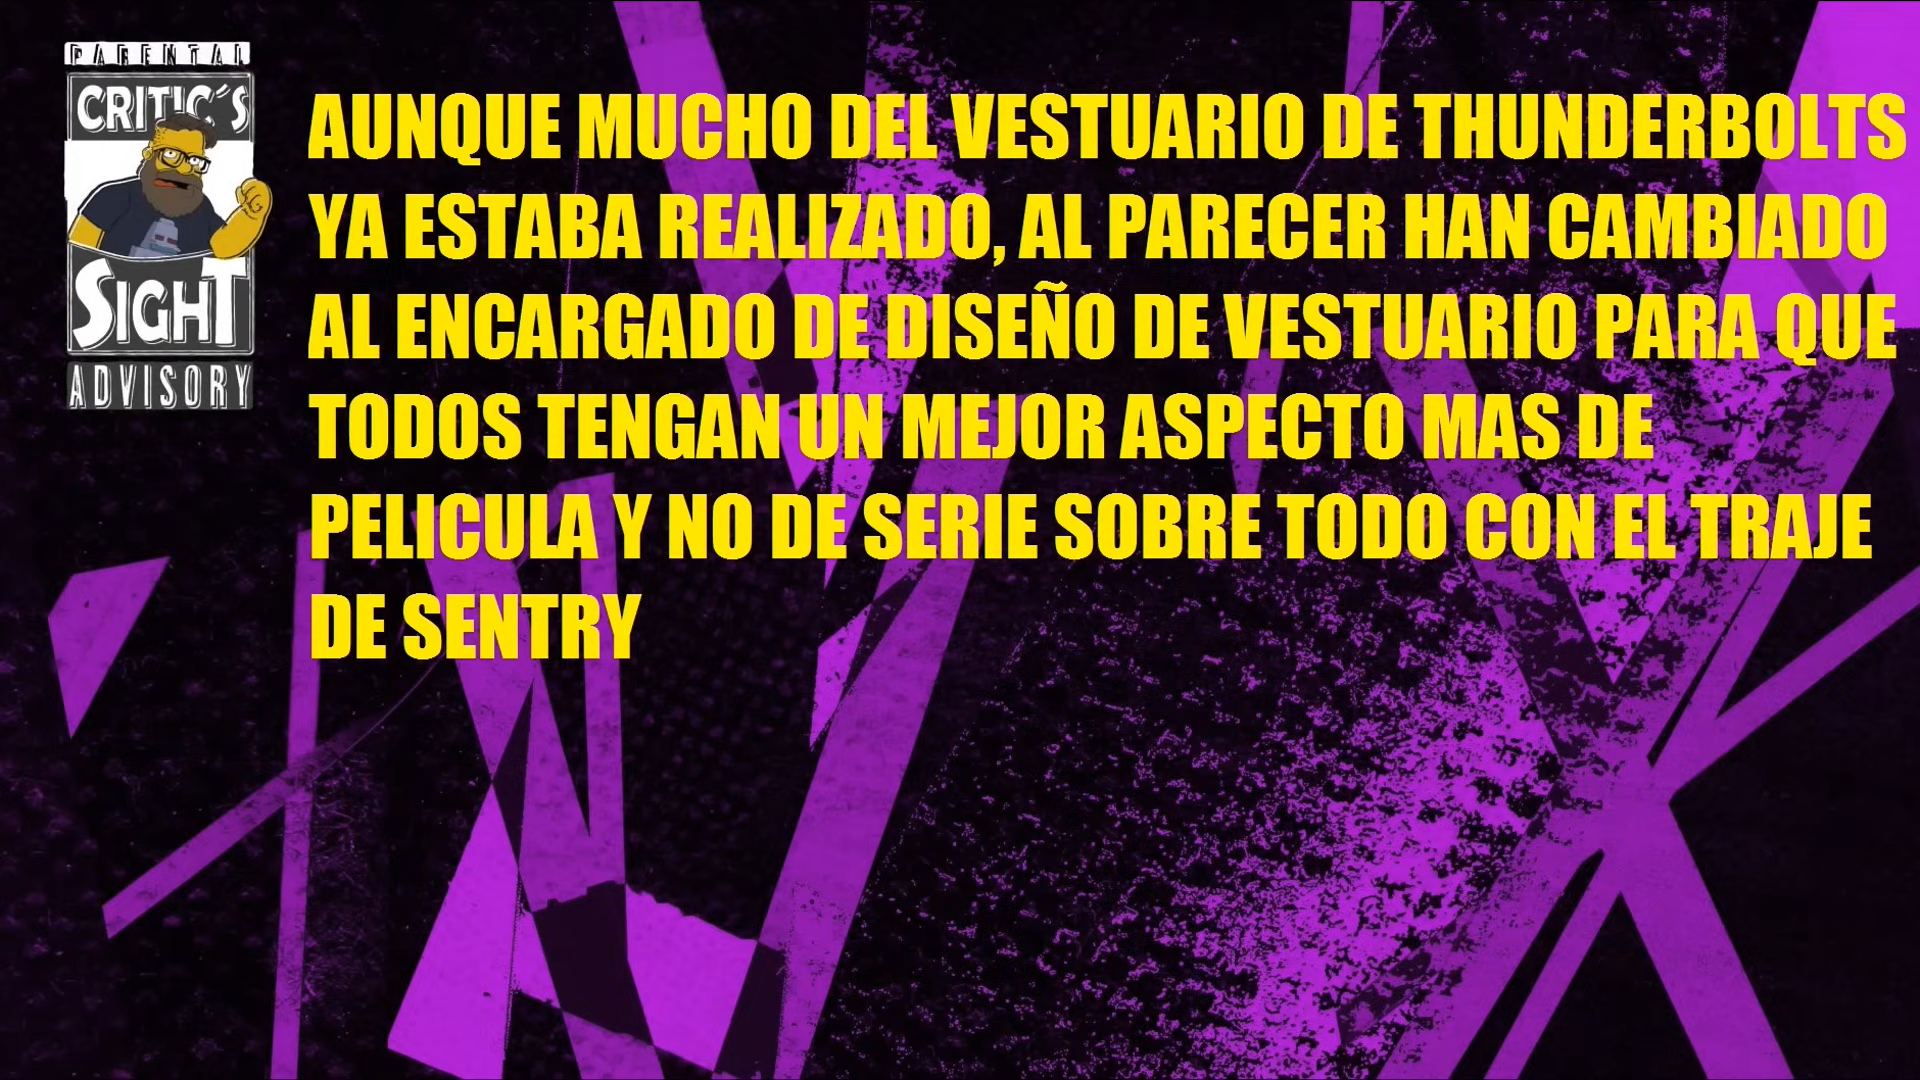 PARENTAL
CRITIC´S
SIGHT
ADVISORY
AUNQUE MUCHO DEL VESTUARIO DE THUNDERBOLTS
YA ESTABA REALIZADO, AL PARECER HAN CAMBIADO
AL ENCARGADO DE DISEÑO DE VESTUARIO PARA QUE
TODOS TENGAN UN MEJOR ASPECTO MAS DE
PELICULA Y NO DE SERIE SOBRE TODO CON EL TRAJE
DE SENTRY